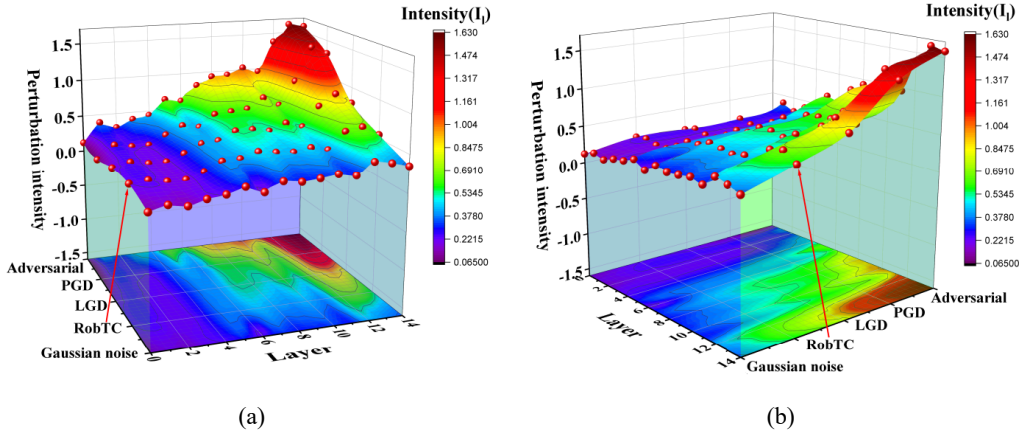 Intensity(I_l)
1.630
1.474
1.317
1.161
1.004
0.8475
0.6910
0.5345
0.3780
0.2215
0.06500
Perturbation intensity
1.5
1.0
0.5
0.0
-0.5
-1.0
-1.5
Adversarial
PGD
LGD
RobTC
Gaussian noise
0
2
4
6
8
10
12
14
Layer
(a)
Intensity(I_l)
1.630
1.474
1.317
1.161
1.004
0.8475
0.6910
0.5345
0.3780
0.2215
0.06500
Perturbation intensity
1.5
1.0
0.5
0.0
-0.5
-1.0
-1.5
2
4
6
8
10
12
14
Layer
Adversarial
PGD
LGD
RobTC
Gaussian noise
(b)